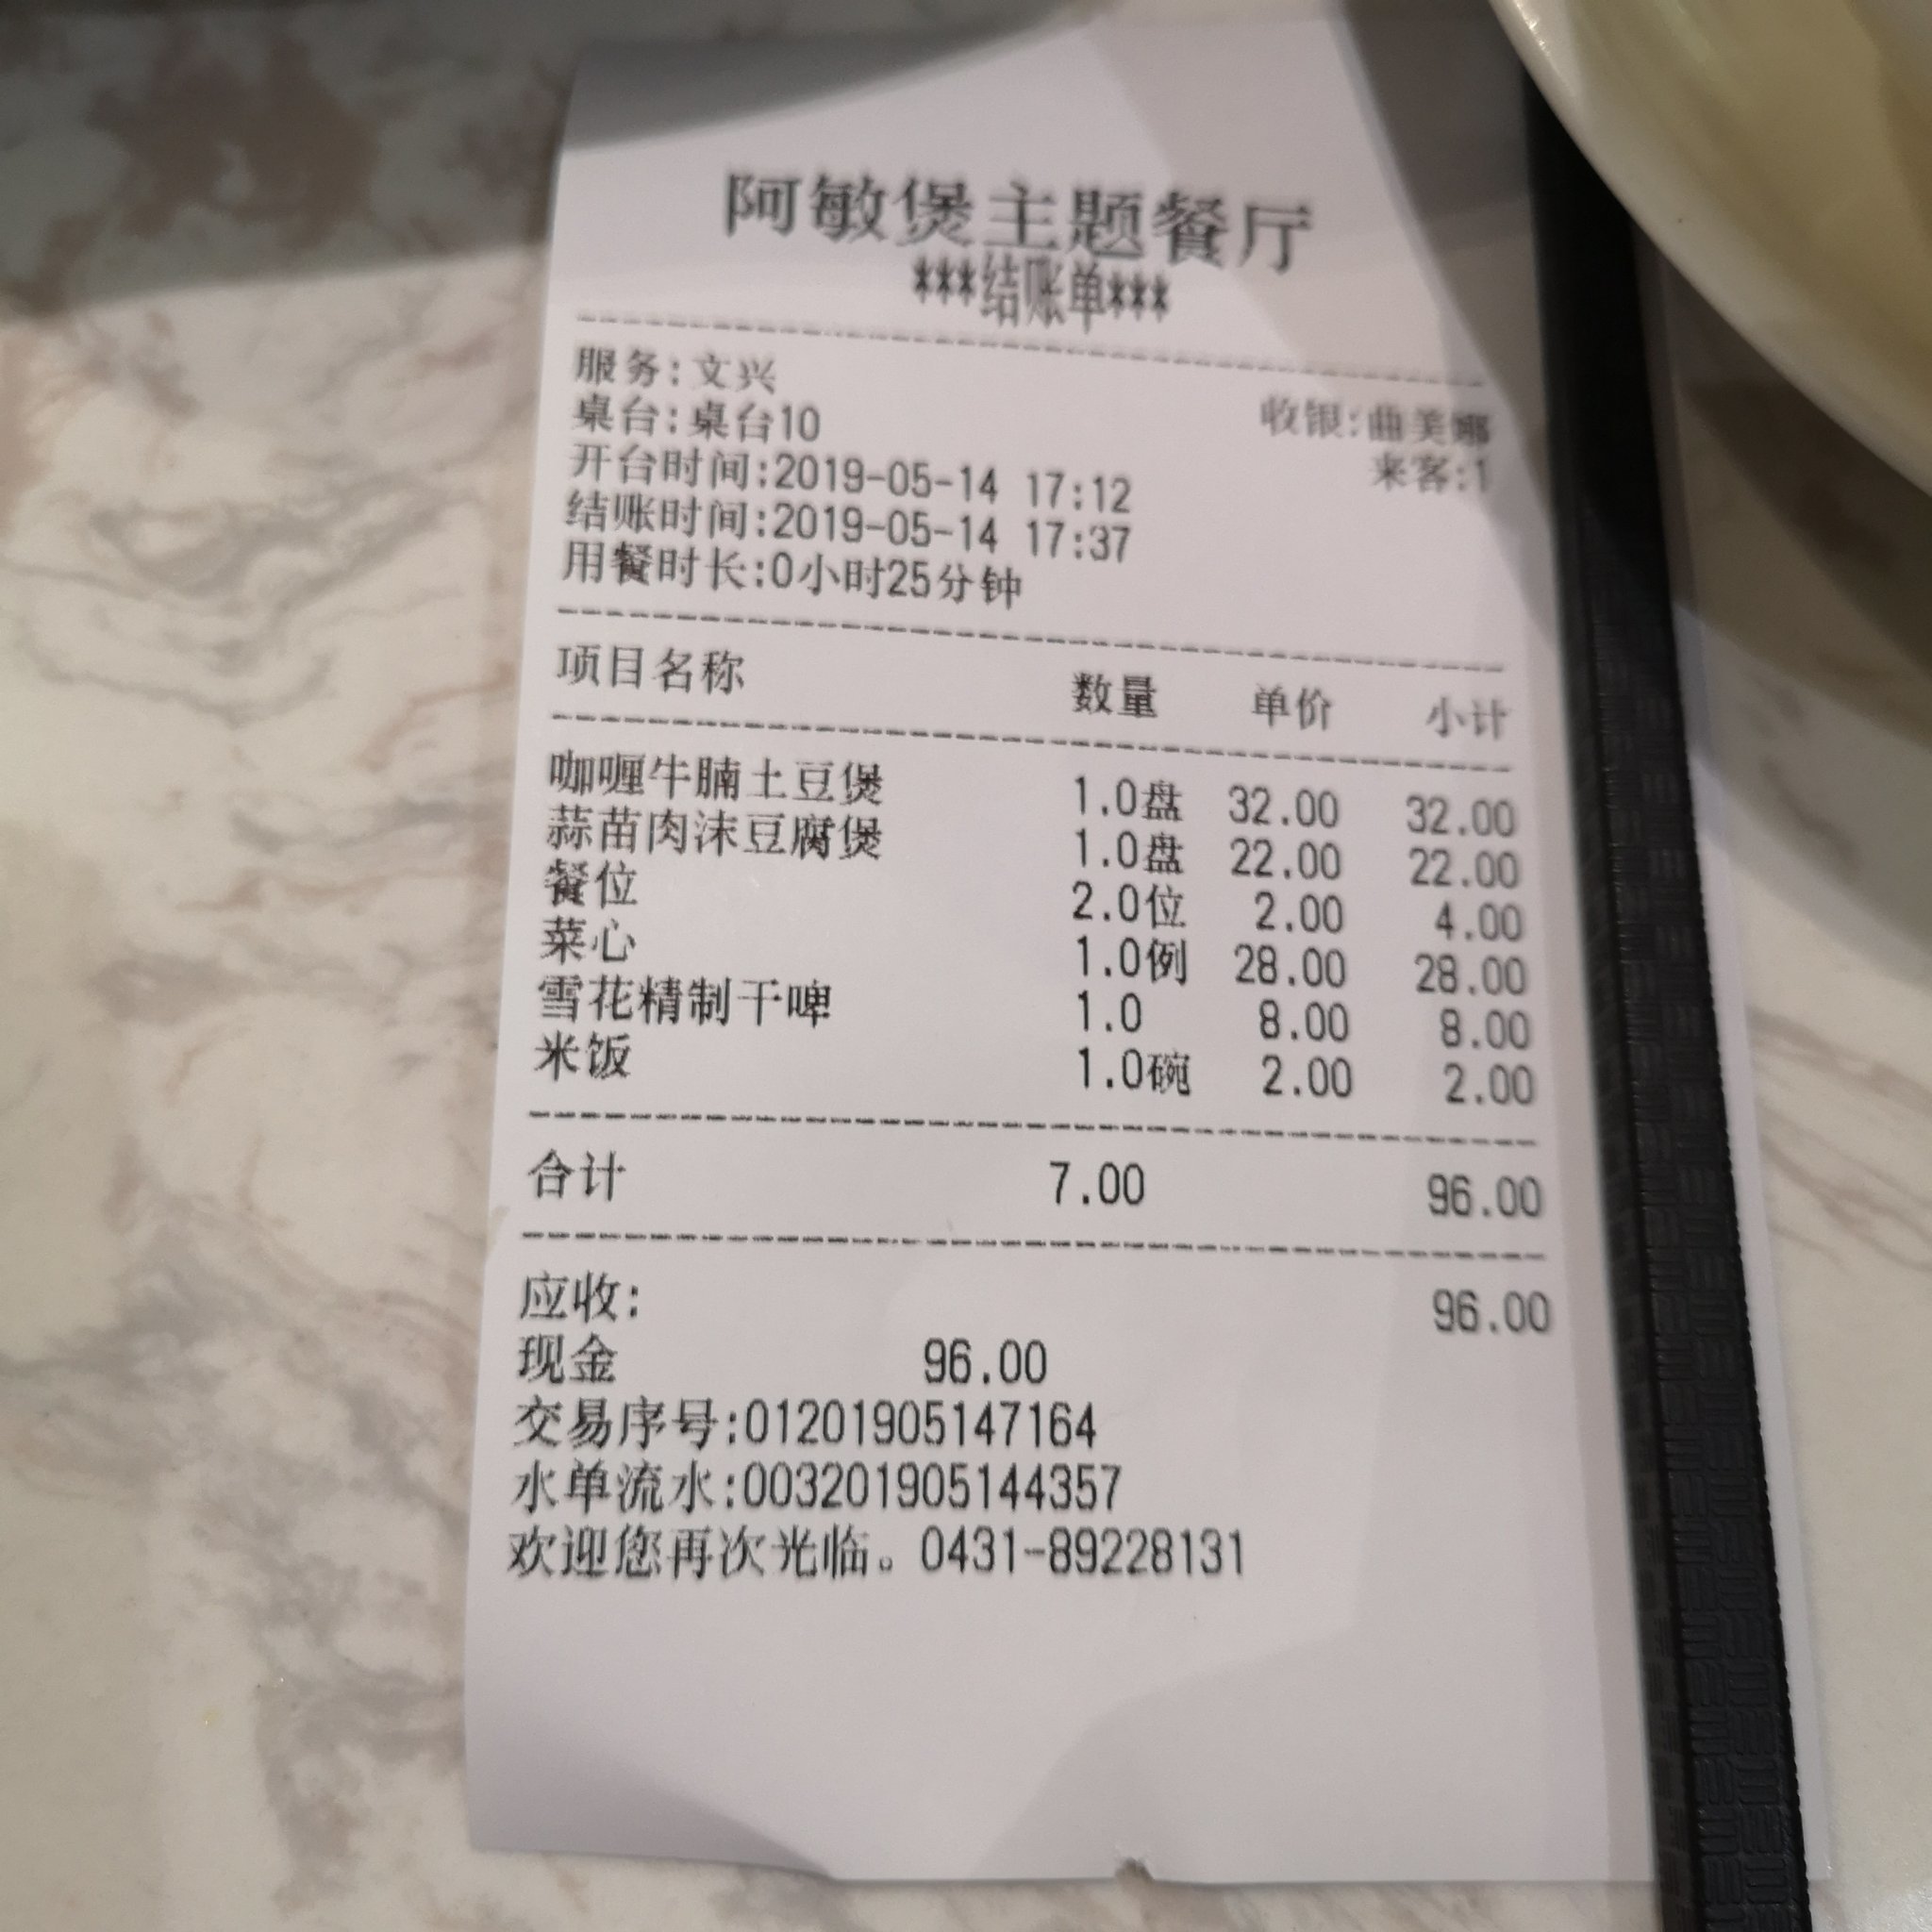 阿敏煲主题餐厅
***结账单***
服务:文兴 收银:曲美娜
桌台:桌台10 来客:1
开台时间:2019-05-14 17:12
结账时间:2019-05-14 17:37
用餐时长:0小时25分钟
项目名称 数量 单价 小计
咖喱牛腩土豆煲 1.0盘 32.00 32.00
蒜苗肉沫豆腐煲 1.0盘 22.00 22.00
餐位 2.0位 2.00 4.00
菜心 1.0例 28.00 28.00
雪花精制干啤 1.0 8.00 8.00
米饭 1.0碗 2.00 2.00
合计 7.00 96.00
应收: 96.00
现金 96.00
交易序号:01201905147164
水单流水:003201905144357
欢迎您再次光临。0431-89228131